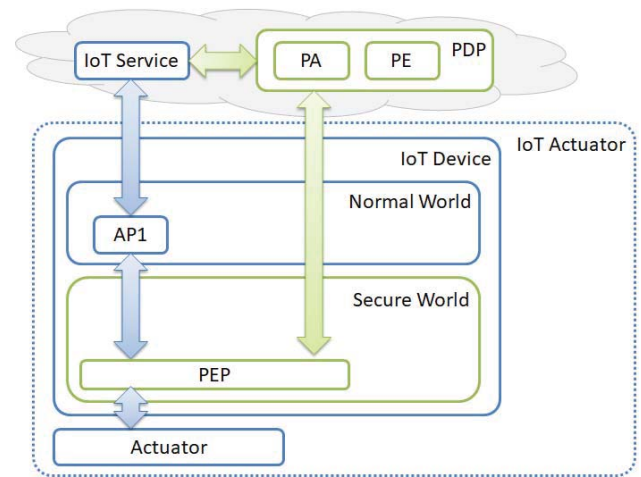 IoT Service
PA
PE
PDP
IoT Actuator
IoT Device
Normal World
AP1
Secure World
PEP
Actuator